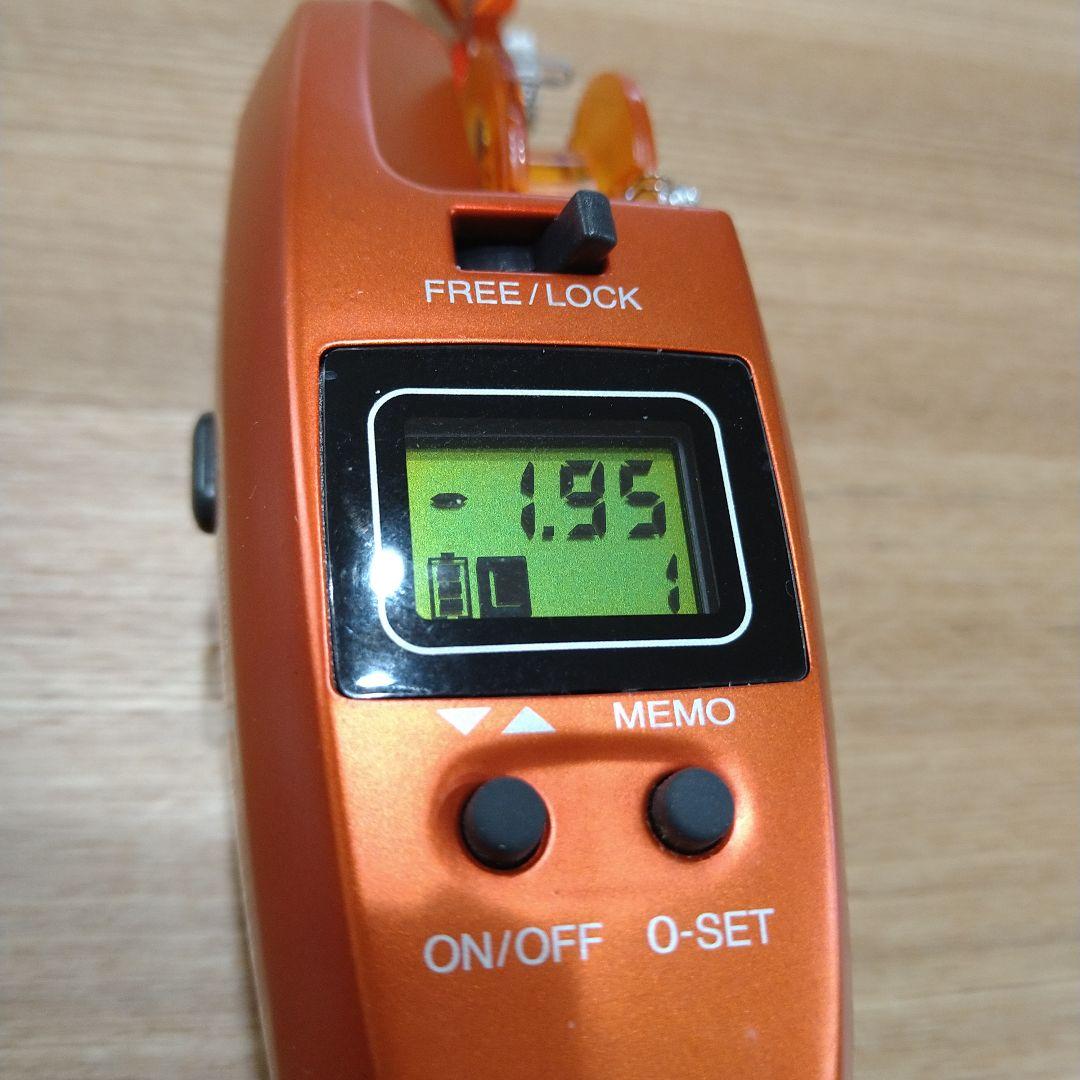 FREE/LOCK
- 1.95
L 1
▼▲ MEMO
ON/OFF 0-SET